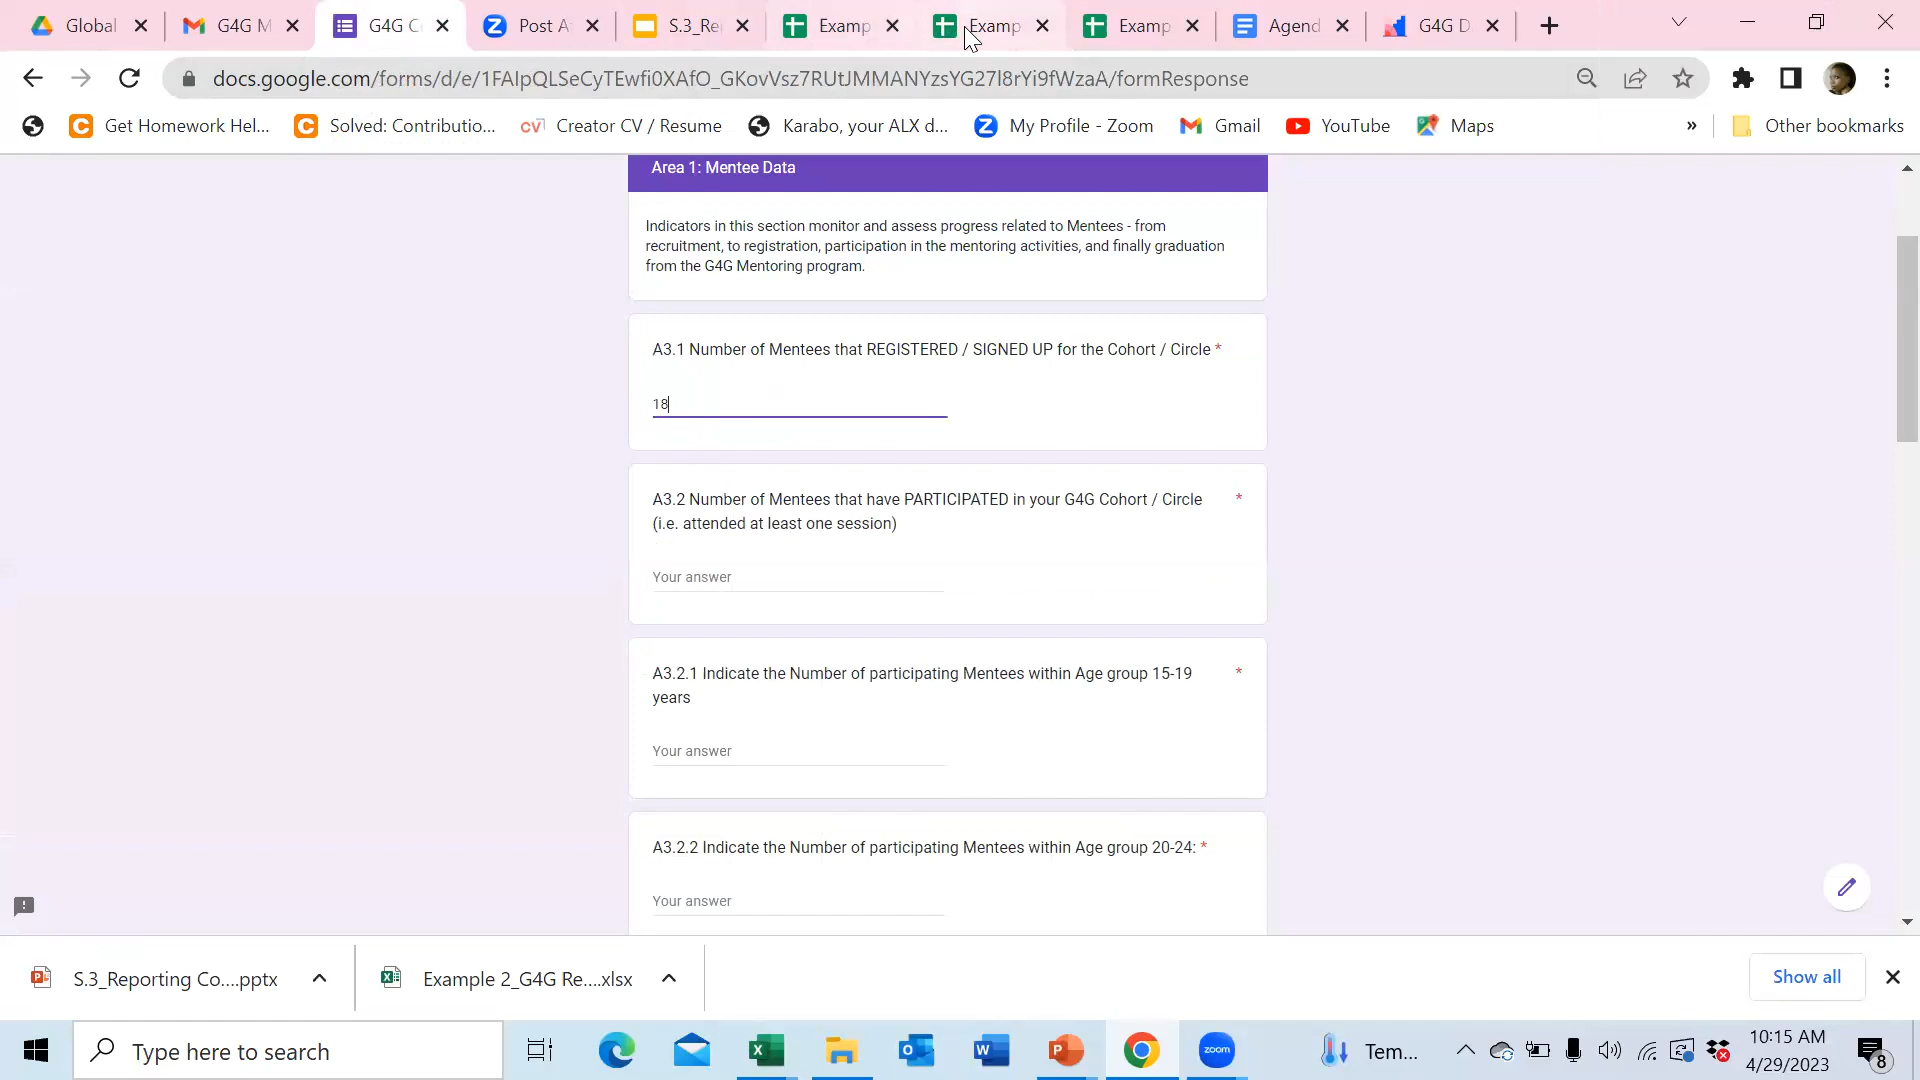 Global
G4G M
G4G C
Post A
S.3_Re
Examp
Examp
Examp
Agend
G4G D
docs.google.com/forms/d/e/1FAIpQLSeCyTEwfi0XAfO_GKovVsz7RUtJMMANYzsYG27l8rYi9fWzaA/formResponse
Get Homework Hel...
Solved: Contributio...
CV Creator CV / Resume
Karabo, your ALX d...
My Profile - Zoom
Gmail
YouTube
Maps
»
Other bookmarks
Area 1: Mentee Data
Indicators in this section monitor and assess progress related to Mentees - from
recruitment, to registration, participation in the mentoring activities, and finally graduation
from the G4G Mentoring program.
A3.1 Number of Mentees that REGISTERED / SIGNED UP for the Cohort / Circle *
18
A3.2 Number of Mentees that have PARTICIPATED in your G4G Cohort / Circle *
(i.e. attended at least one session)
Your answer
A3.2.1 Indicate the Number of participating Mentees within Age group 15-19 *
years
Your answer
A3.2.2 Indicate the Number of participating Mentees within Age group 20-24: *
Your answer
S.3_Reporting Co....pptx
Example 2_G4G Re....xlsx
Show all
Type here to search
zoom
Tem...
10:15 AM
4/29/2023
8